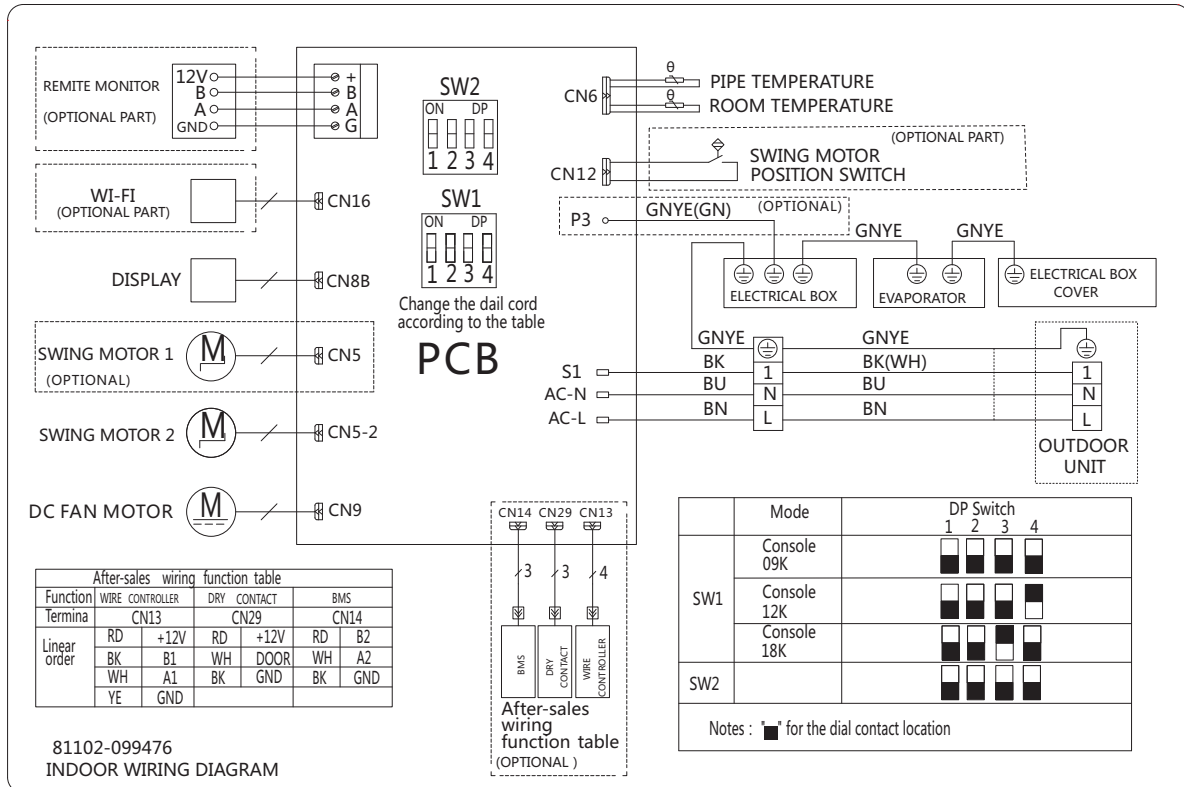 REMITE MONITOR
(OPTIONAL PART)
12V
B
A
GND
+
B
A
G
WI-FI
(OPTIONAL PART)
CN16
DISPLAY
CN8B
SWING MOTOR 1
(OPTIONAL)
M
CN5
SWING MOTOR 2
M
CN5-2
DC FAN MOTOR
M
CN9
SW2
ON DP
1 2 3 4
SW1
ON DP
1 2 3 4
Change the dail cord
according to the table
PCB
CN6
θ
PIPE TEMPERATURE
θ
ROOM TEMPERATURE
CN12
(OPTIONAL PART)
SWING MOTOR
POSITION SWITCH
P3
GNYE(GN)
(OPTIONAL)
GNYE
GNYE
ELECTRICAL BOX
EVAPORATOR
ELECTRICAL BOX
COVER
GNYE
GNYE
S1
BK
1
BK(WH)
1
AC-N
BU
N
BU
N
AC-L
BN
L
BN
L
OUTDOOR
UNIT
CN14 CN29 CN13
3 3 4
BMS
DRY
CONTACT
WIRE
CONTROLLER
After-sales
wiring
function table
(OPTIONAL )
After-sales wiring function table
Function WIRE CONTROLLER DRY CONTACT BMS
Termina CN13 CN29 CN14
Linear
order
RD +12V RD +12V RD B2
BK B1 WH DOOR WH A2
WH A1 BK GND BK GND
YE GND
Mode DP Switch
1 2 3 4
SW1
Console
09K
Console
12K
Console
18K
SW2
Notes : "■" for the dial contact location
81102-099476
INDOOR WIRING DIAGRAM